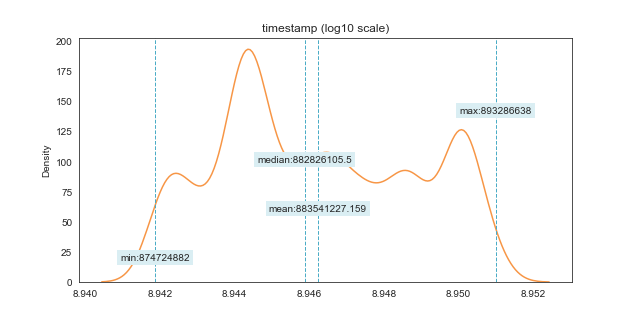 timestamp (log10 scale)
200
175
150
125
100
75
50
25
0
Density
max:893286638
median:882826105.5
mean:883541227.159
min:874724882
8.940 8.942 8.944 8.946 8.948 8.950 8.952